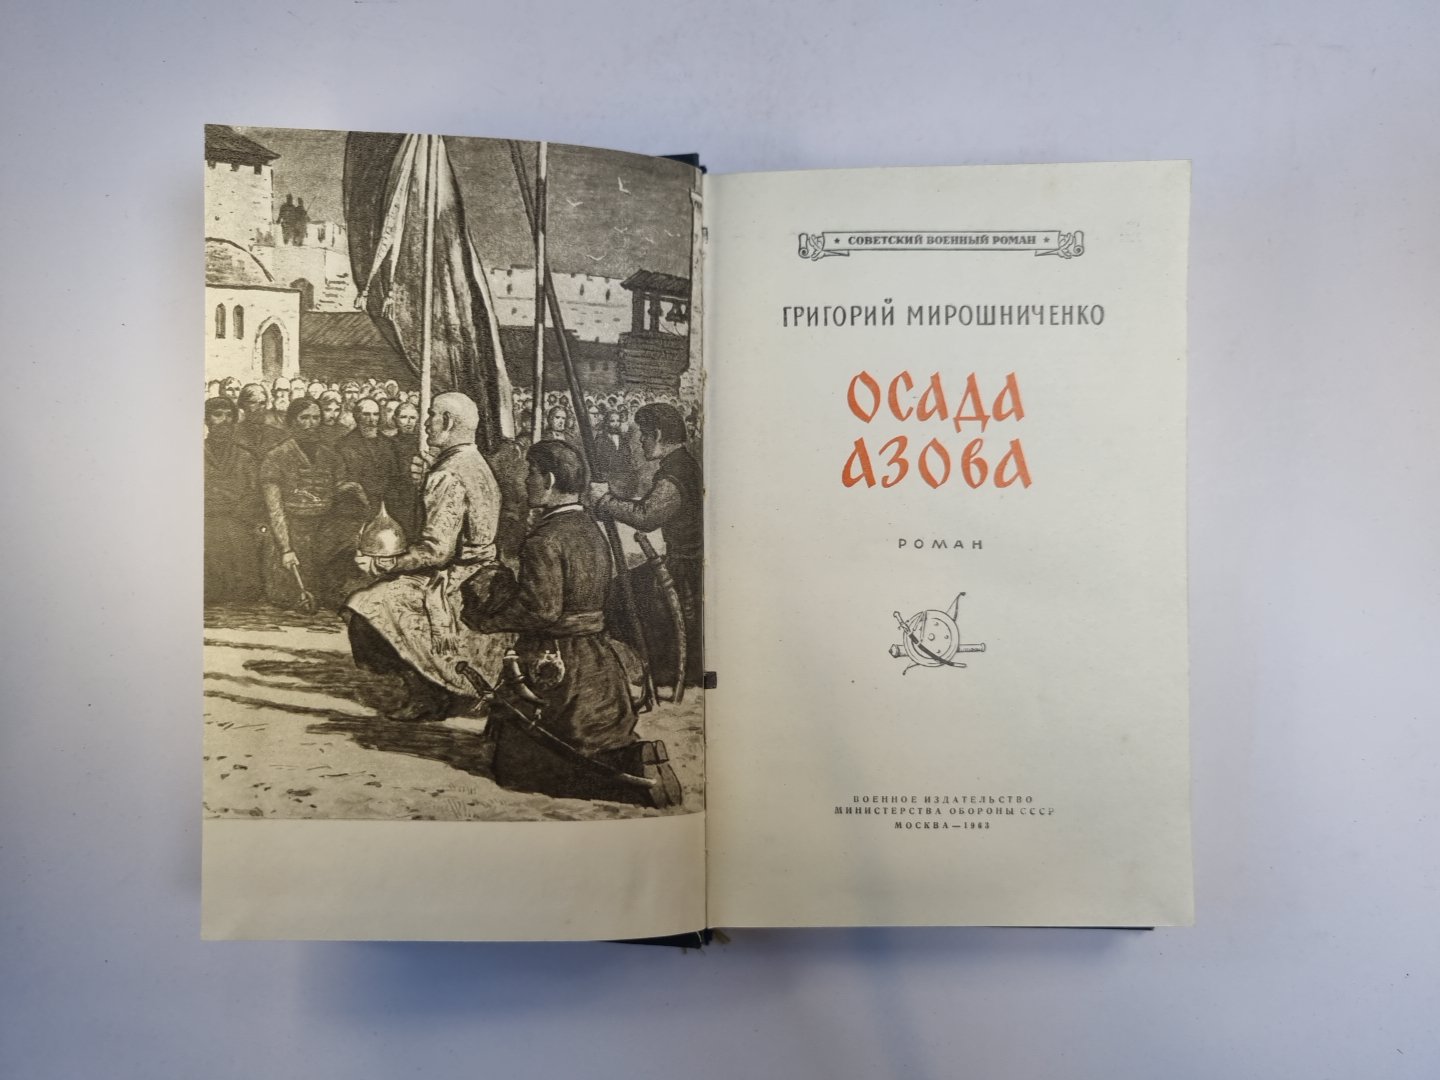 ★ СОВЕТСКИЙ ВОЕННЫЙ РОМАН ★
ГРИГОРИЙ МИРОШНИЧЕНКО
ОСАДА
АЗОВА
РОМАН
ВОЕННОЕ ИЗДАТЕЛЬСТВО
МИНИСТЕРСТВА ОБОРОНЫ СССР
МОСКВА — 1963